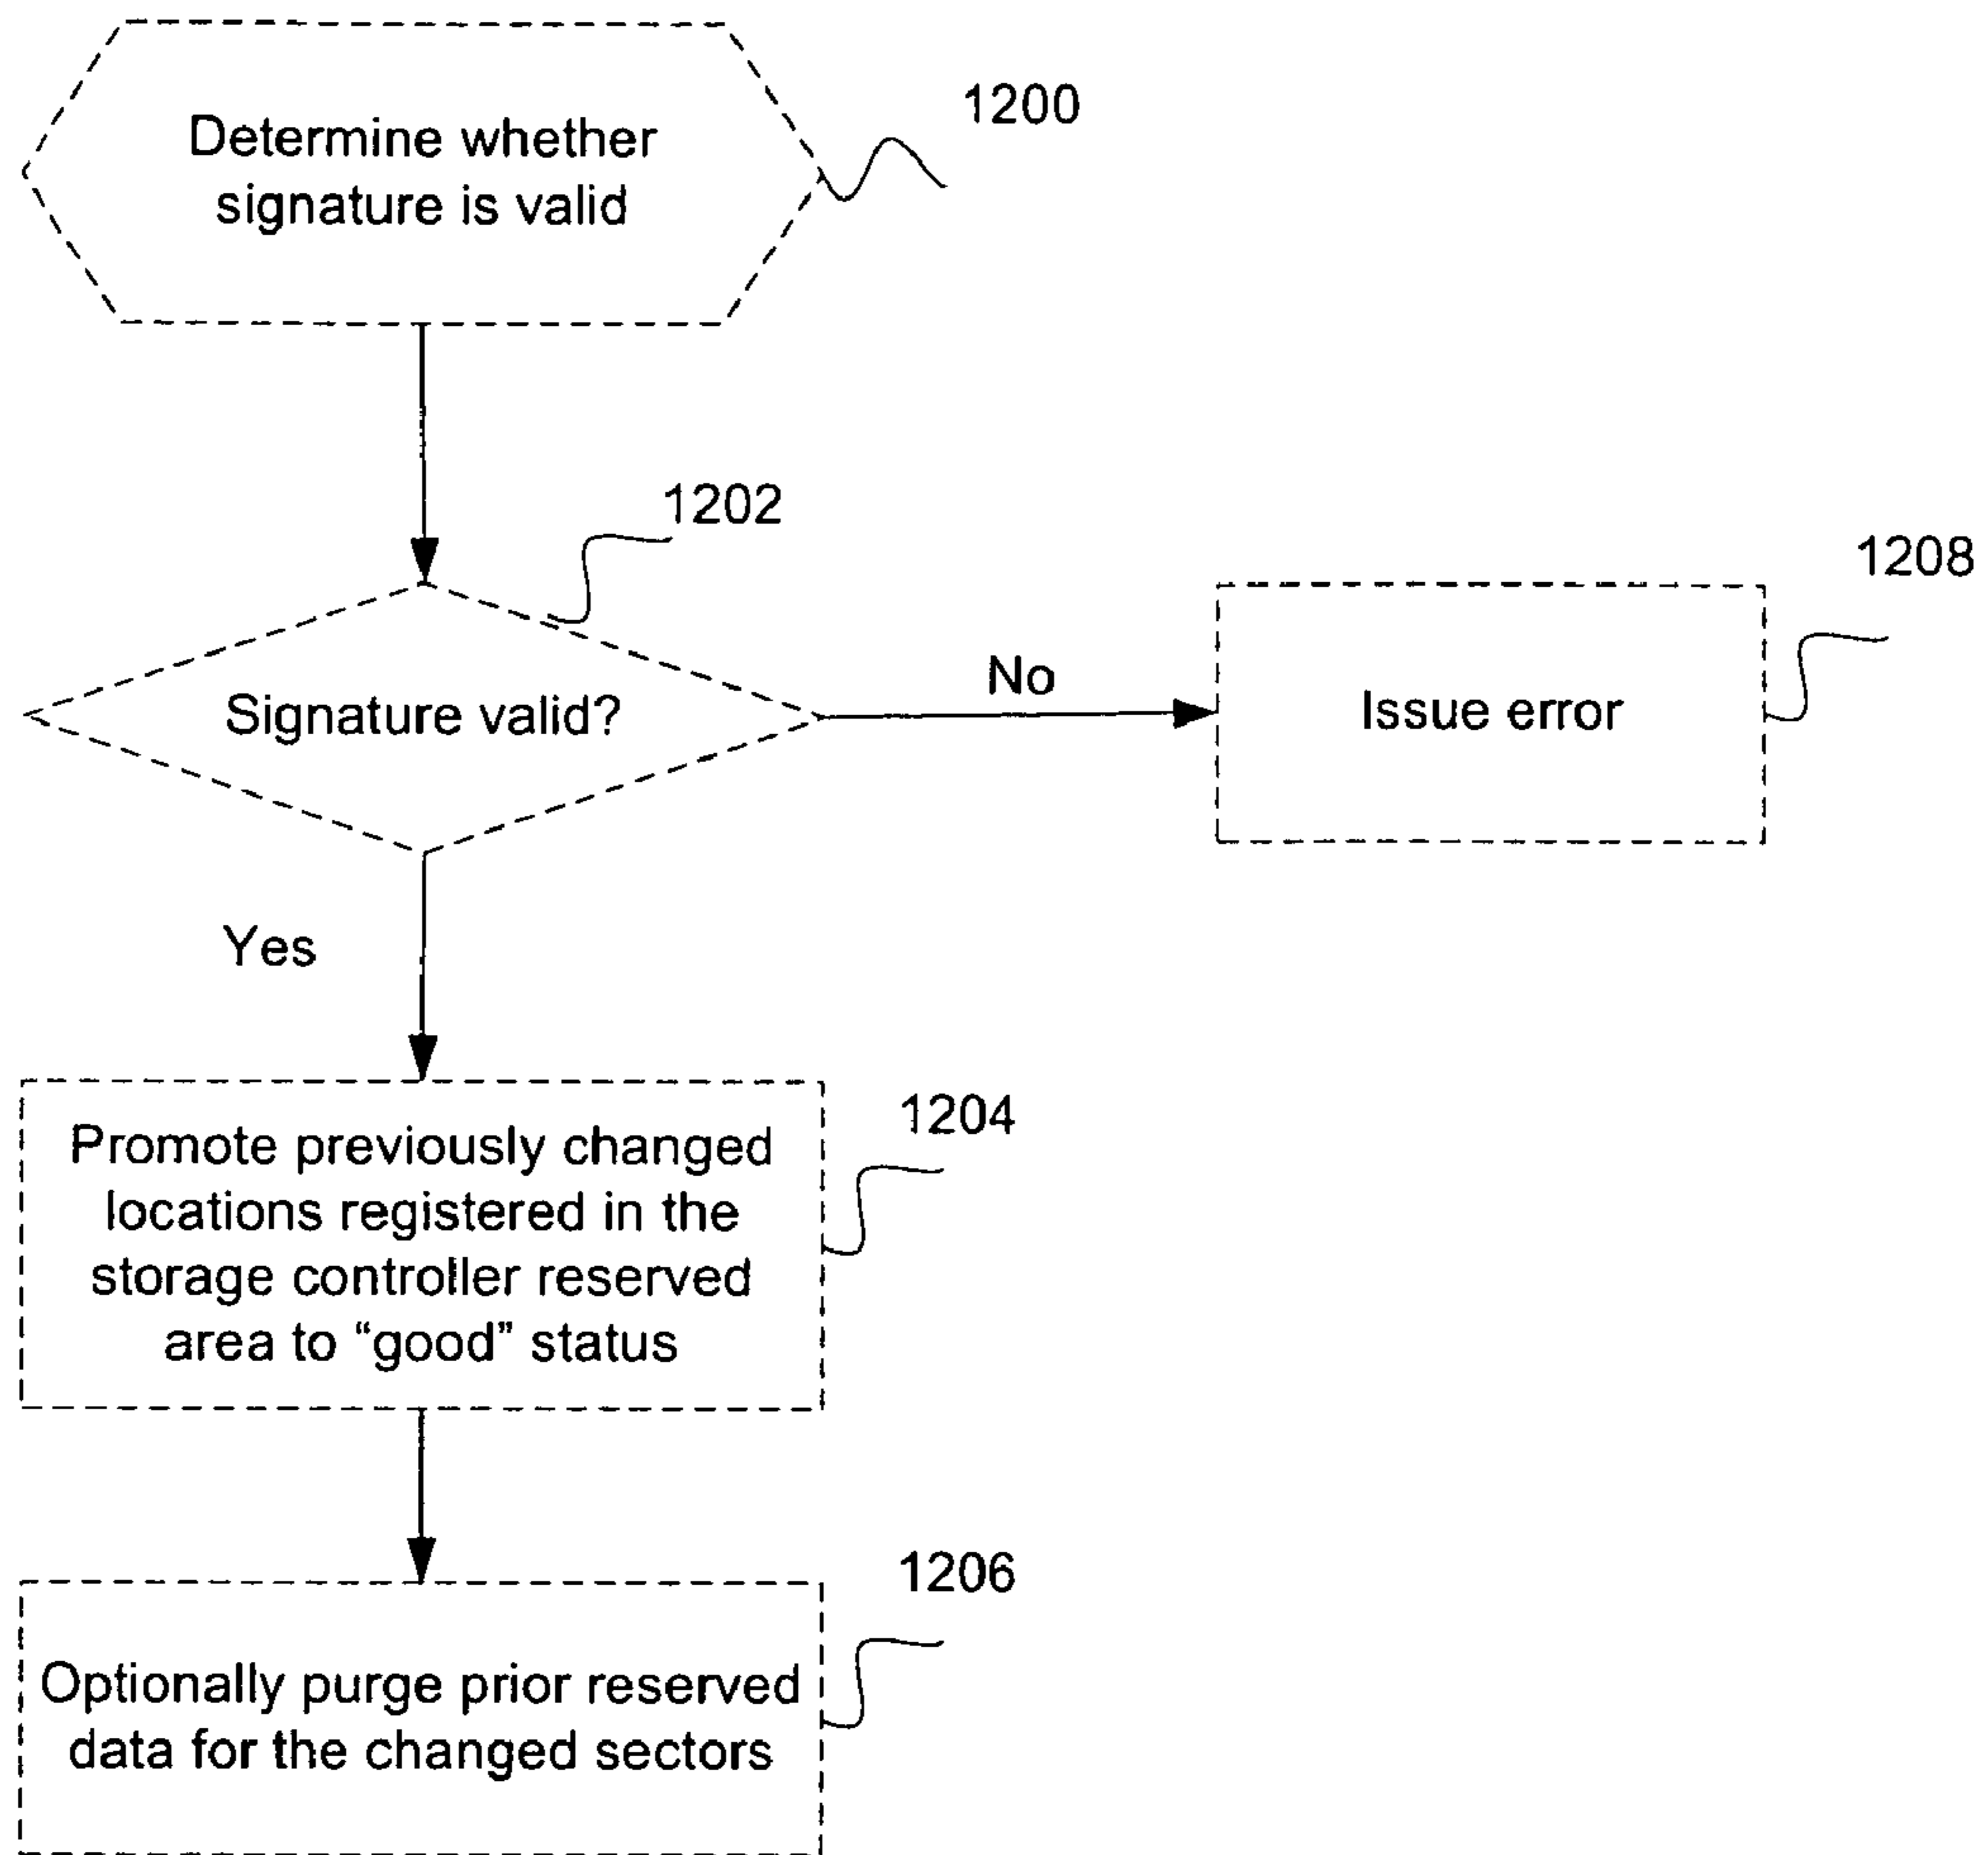 1200
Determine whether
signature is valid
1202
Signature valid?
No
1208
Issue error
Yes
1204
Promote previously changed
locations registered in the
storage controller reserved
area to “good” status
1206
Optionally purge prior reserved
data for the changed sectors